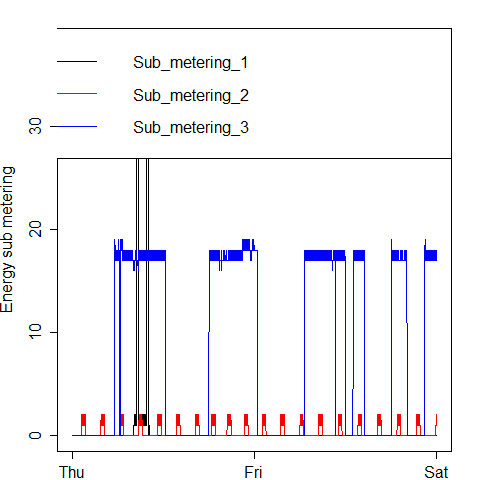 Sub_metering_1
Sub_metering_2
Sub_metering_3
Energy sub metering
30
20
10
0
Thu Fri Sat